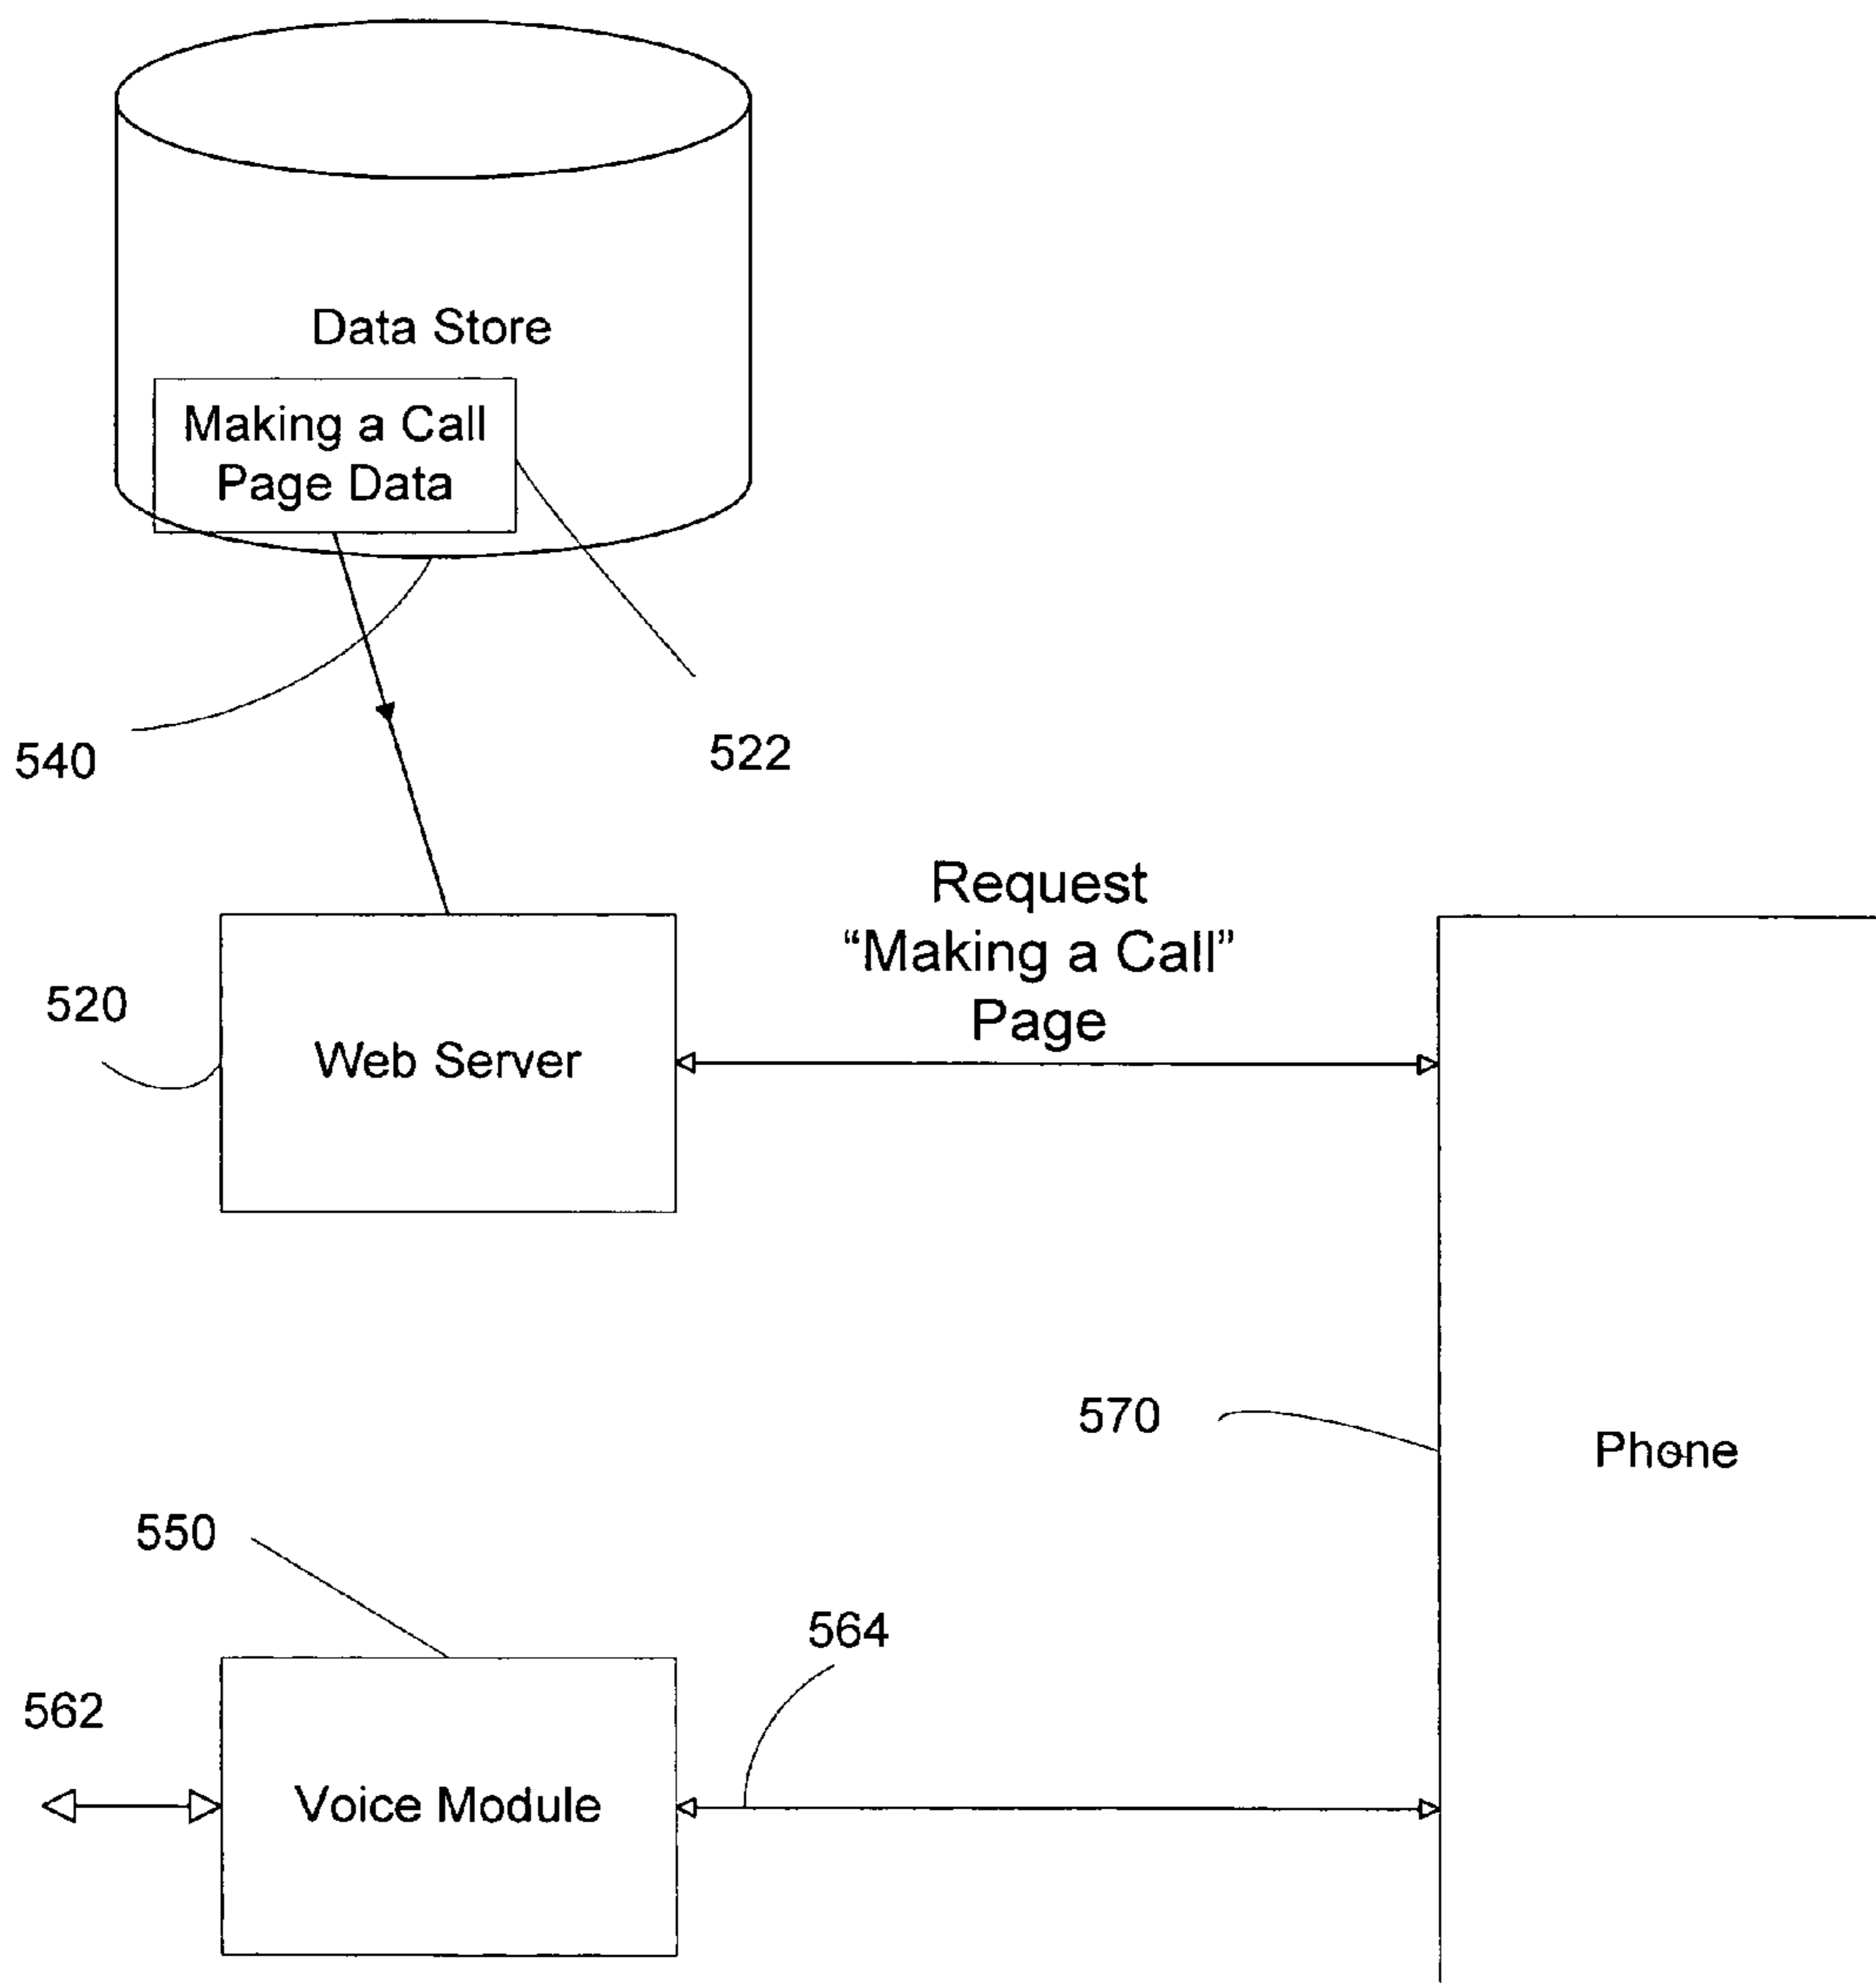 Data Store
Making a Call
Page Data
540
522
Request
“Making a Call”
Page
520
Web Server
570
Phone
550
564
562
Voice Module